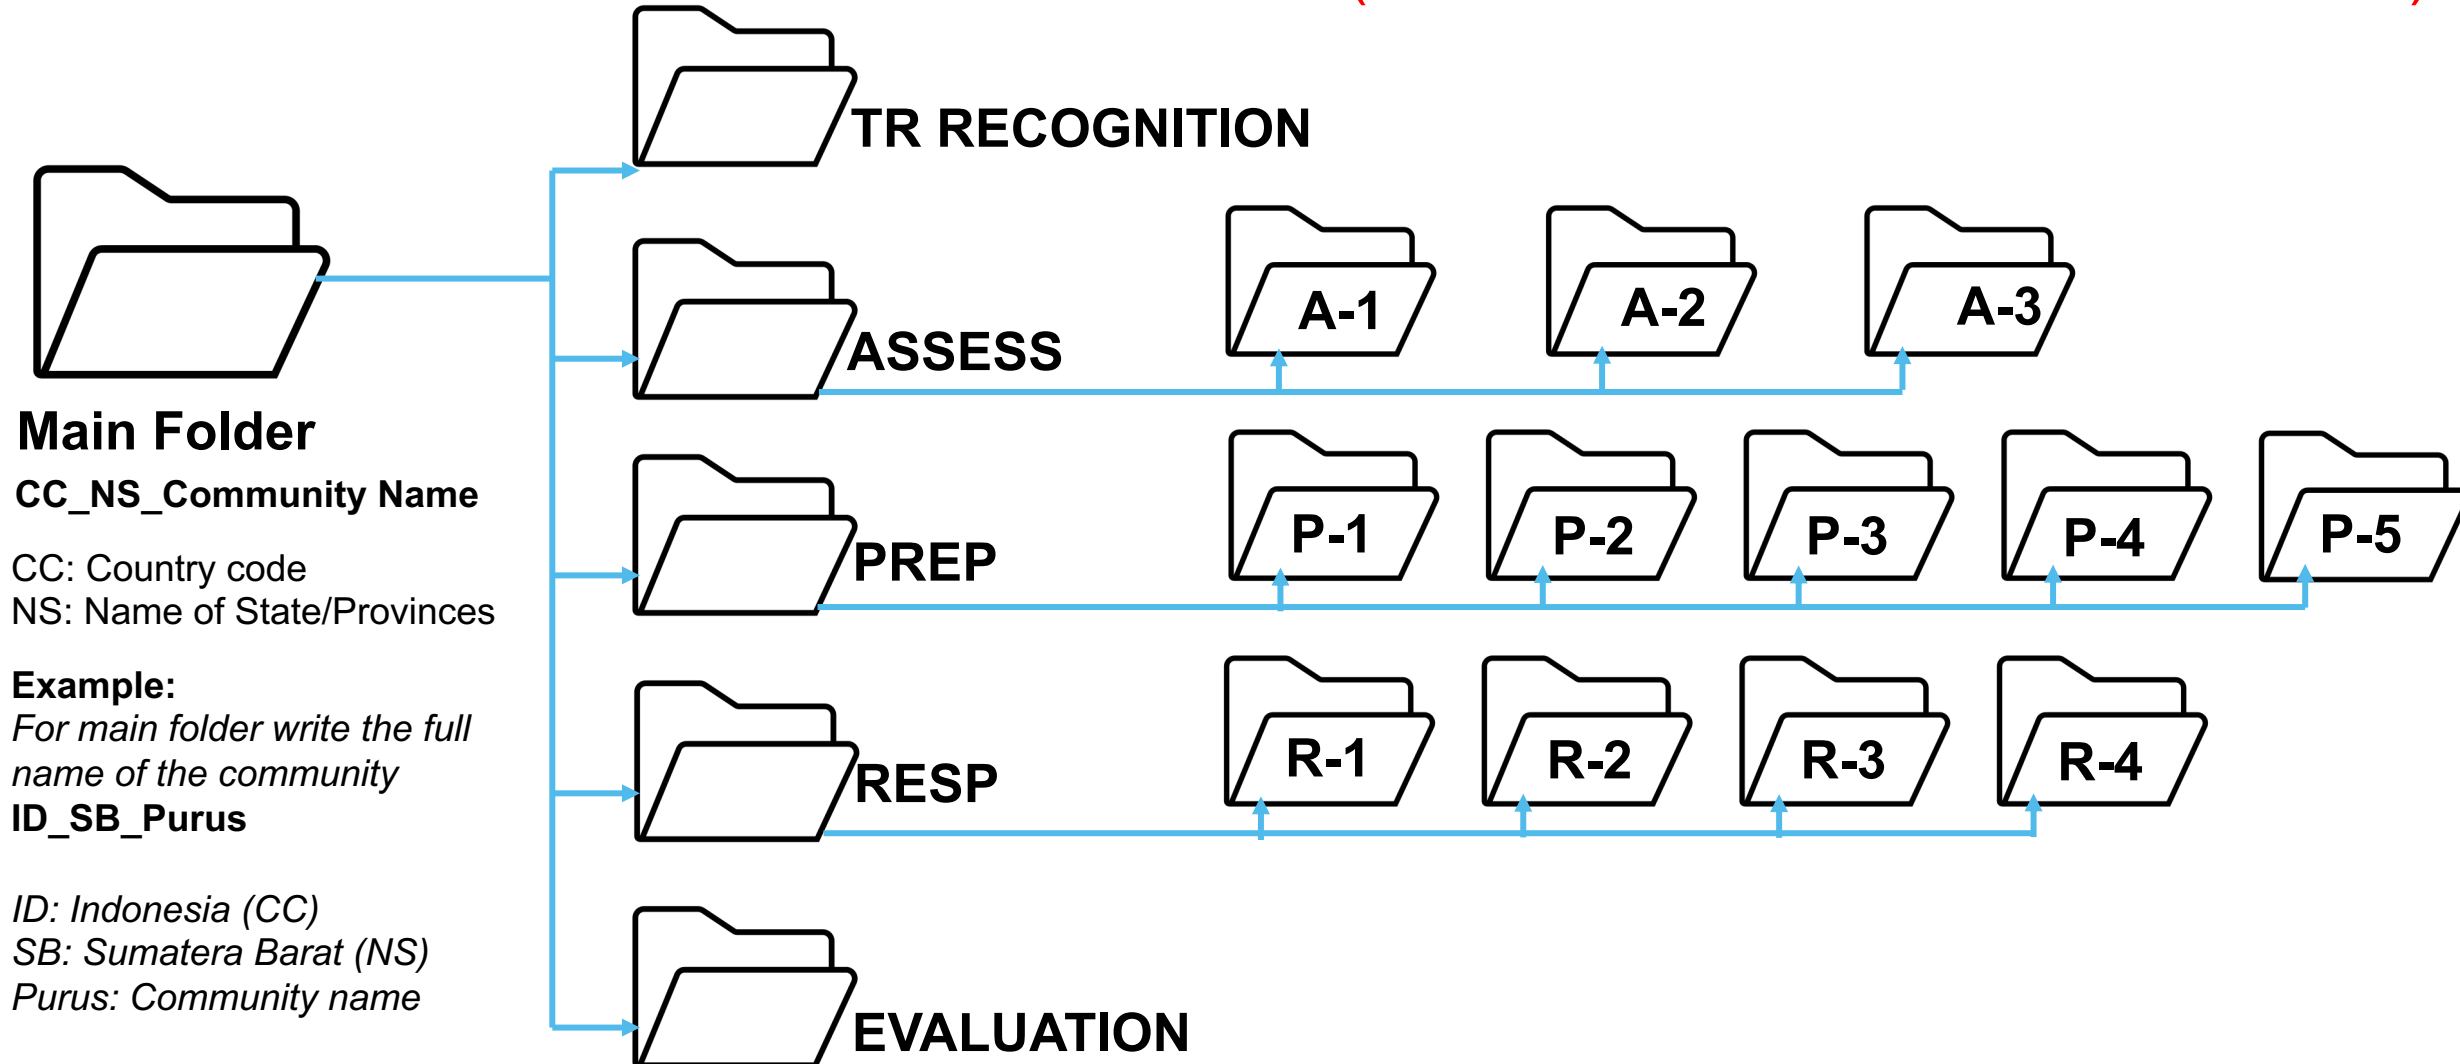 TR RECOGNITION
A-1
A-2
A-3
ASSESS
Main Folder
CC_NS_Community Name
P-1
P-2
P-3
P-4
P-5
PREP
CC: Country code
NS: Name of State/Provinces
Example:
For main folder write the full
name of the community
ID_SB_Purus
R-1
R-2
R-3
R-4
RESP
ID: Indonesia (CC)
SB: Sumatera Barat (NS)
Purus: Community name
EVALUATION